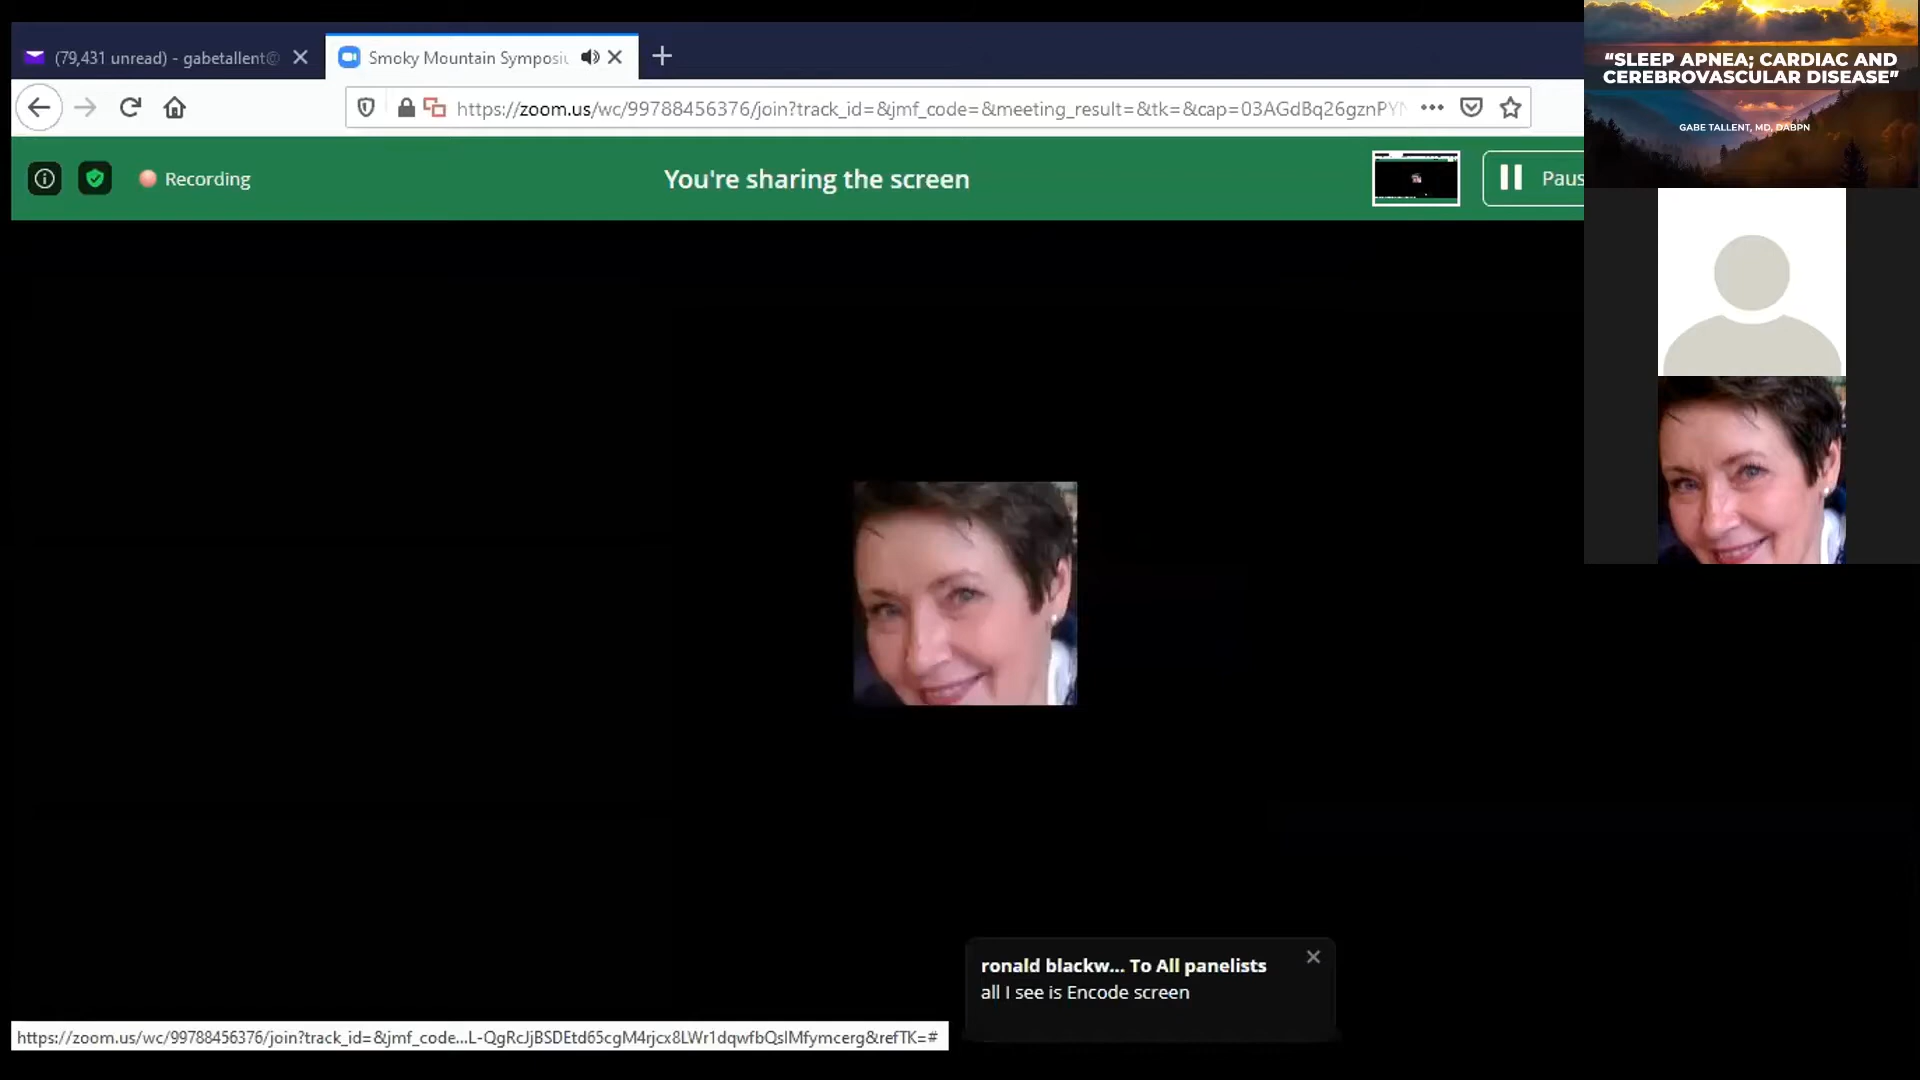 (79,431 unread) - gabetallent@
Smoky Mountain Symposiu
https://zoom.us/wc/99788456376/join?track_id=&jmf_code=&meeting_result=&tk=&cap=03AGdBq26gznPYN
Recording
You're sharing the screen
Paus
“SLEEP APNEA; CARDIAC AND
CEREBROVASCULAR DISEASE”
GABE TALLENT, MD, DABPN
ronald blackw... To All panelists
all I see is Encode screen
https://zoom.us/wc/99788456376/join?track_id=&jmf_code...L-QgRcJjBSDEtd65cgM4rjcx8LWr1dqwfbQslMfymcerg&refTK=#